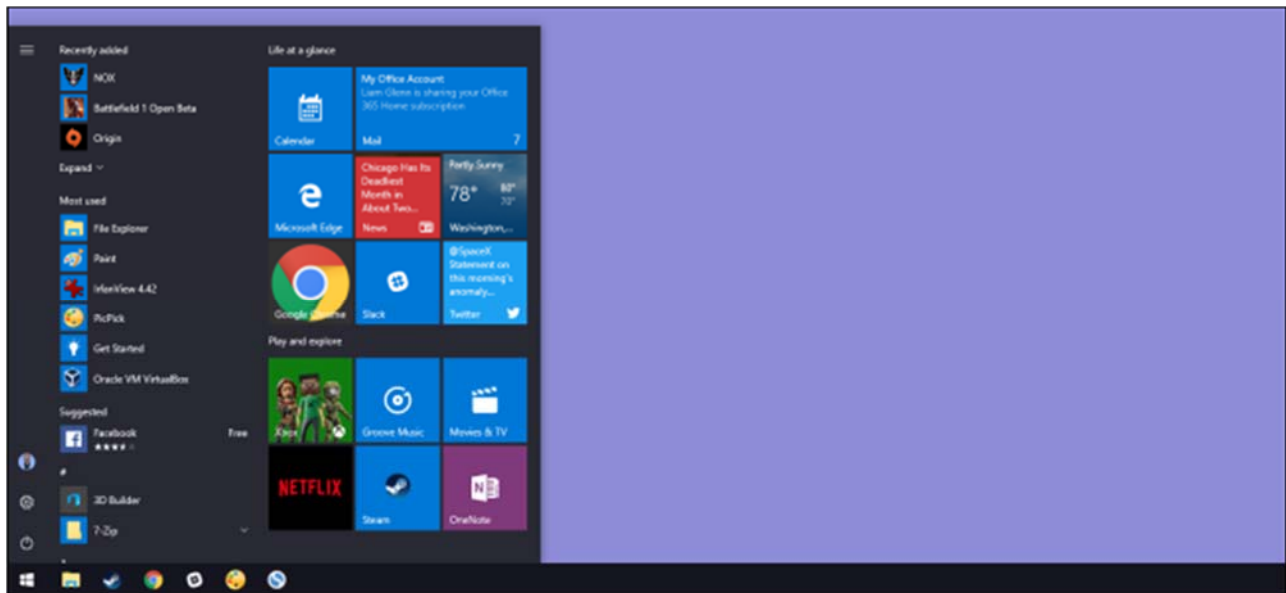 Recently added
NOX
Battlefield 1 Open Beta
Origin
Expand
Most used
File Explorer
Paint
IrfanView 4.42
PicPick
Get Started
Oracle VM VirtualBox
Suggested
Facebook
Free
#
3D Builder
7-Zip
Life at a glance
Calendar
My Office Account
Liam Glenn is sharing your Office
365 Home subscription
Mail
7
Microsoft Edge
Chicago Has Its
Deadliest
Month in
About Two...
News
Partly Sunny
78°
80°
70°
Washington,...
Google Chrome
Slack
@SpaceX
Statement on
this morning's
anomaly...
Twitter
Play and explore
Xbox
Groove Music
Movies & TV
NETFLIX
Steam
OneNote